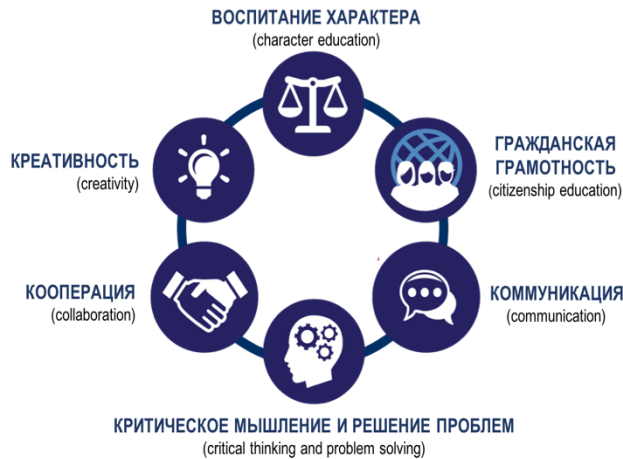 ВОСПИТАНИЕ ХАРАКТЕРА
(character education)
КРЕАТИВНОСТЬ
(creativity)
ГРАЖДАНСКАЯ
ГРАМОТНОСТЬ
(citizenship education)
КООПЕРАЦИЯ
(collaboration)
КОММУНИКАЦИЯ
(communication)
КРИТИЧЕСКОЕ МЫШЛЕНИЕ И РЕШЕНИЕ ПРОБЛЕМ
(critical thinking and problem solving)